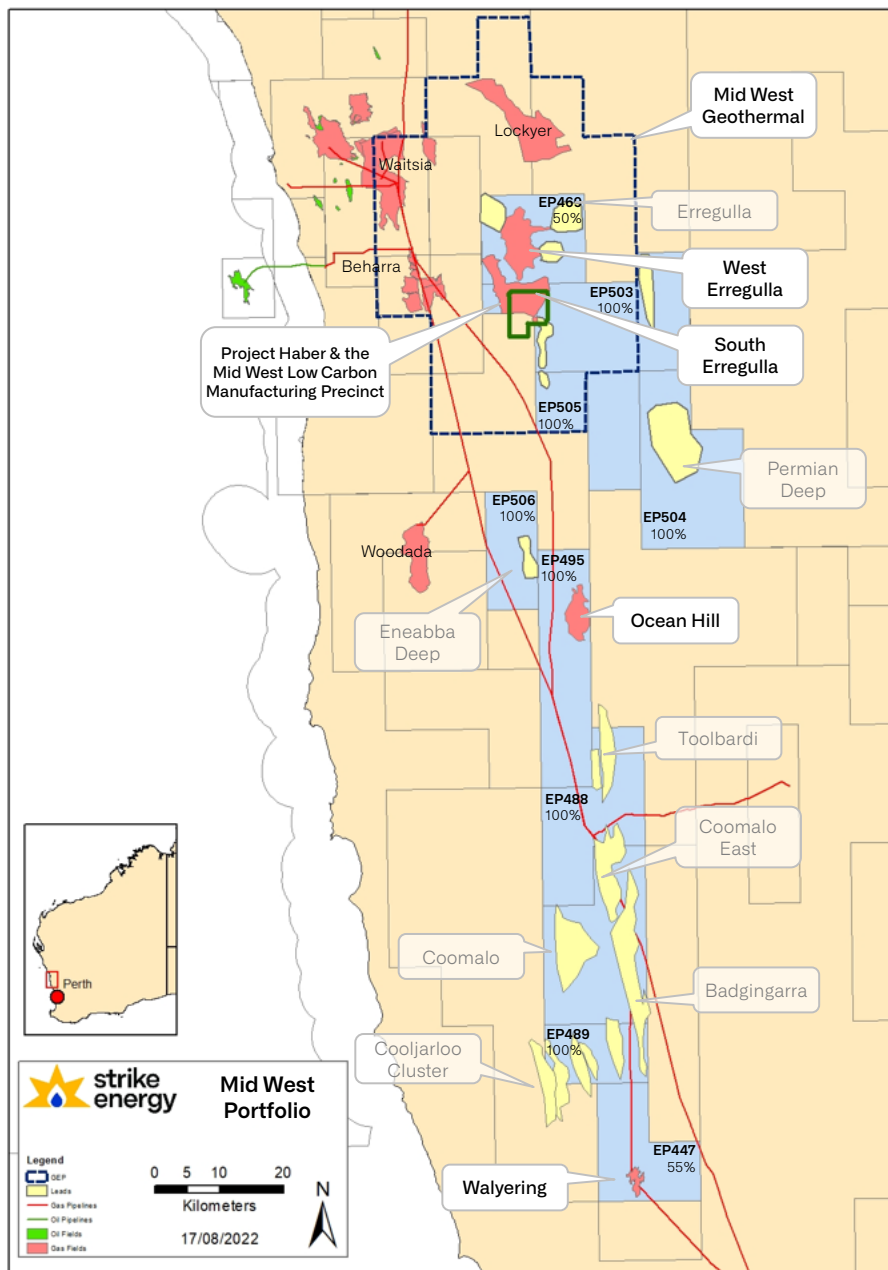 Mid West
Geothermal
Lockyer
Waitsia
EP469
50%
Erregulla
West
Erregulla
Beharra
EP503
100%
South
Erregulla
Project Haber & the
Mid West Low Carbon
Manufacturing Precinct
EP505
100%
Permian
Deep
EP506
100%
EP504
100%
Woodada
EP495
100%
Ocean Hill
Eneabba
Deep
Toolbardi
EP488
100%
Coomalo
East
Coomalo
Badgingarra
Perth
EP489
100%
Cooljarloo
Cluster
strike
energy
Mid West
Portfolio
Legend
GEP
Leads
Gas Pipelines
Oil Pipelines
Oil Fields
Gas Fields
0 5 10 20
Kilometers
17/08/2022
N
EP447
55%
Walyering